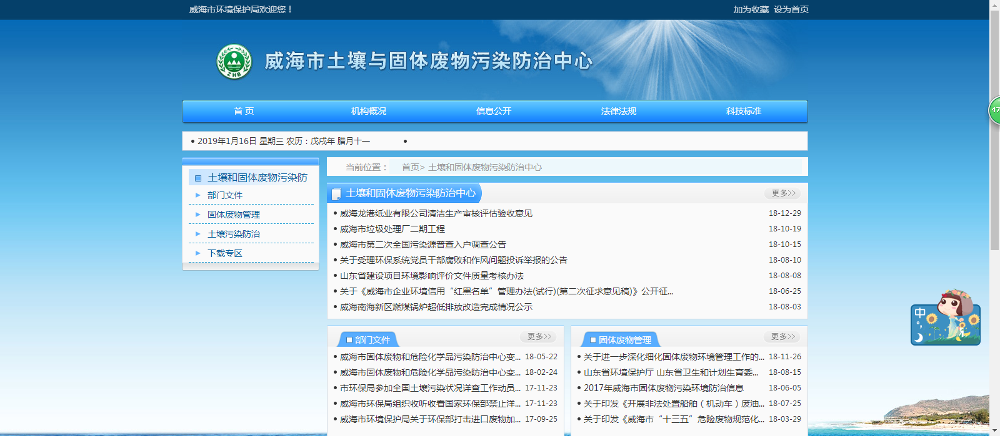 威海市环境保护局欢迎您！
加为收藏 设为首页
ZHB
威海市土壤与固体废物污染防治中心
首 页 机构概况 信息公开 法律法规 科技标准
47
2019年1月16日 星期三 农历：戊戌年 腊月十一
土壤和固体废物污染防
部门文件
固体废物管理
土壤污染防治
下载专区
当前位置： 首页> 土壤和固体废物污染防治中心
土壤和固体废物污染防治中心 更多>>
威海龙港纸业有限公司清洁生产审核评估验收意见 18-12-29
威海市垃圾处理厂二期工程 18-10-19
威海市第二次全国污染源普查入户调查公告 18-10-15
关于受理环保系统党员干部腐败和作风问题投诉举报的公告 18-08-10
山东省建设项目环境影响评价文件质量考核办法 18-08-08
关于《威海市企业环境信用“红黑名单”管理办法(试行)(第二次征求意见稿)》公开征... 18-06-25
威海南海新区燃煤锅炉超低排放改造完成情况公示 18-08-03
部门文件 更多>>
威海市固体废物和危险化学品污染防治中心变... 18-05-22
威海市固体废物和危险化学品污染防治中心变... 18-02-24
市环保局参加全国土壤污染状况详查工作动员... 17-11-23
威海市环保局组织收听收看国家环保部禁止洋... 17-11-23
威海市环境保护局关于环保部打击进口废物加... 17-09-25
固体废物管理 更多>>
关于进一步深化细化固体废物环境管理工作的... 18-11-26
山东省环境保护厅 山东省卫生和计划生育委... 18-08-15
2017年威海市固体废物污染环境防治信息 18-06-05
关于印发《开展非法处置船舶（机动车）废油... 18-07-25
关于印发《威海市“十三五”危险废物规范化... 18-03-29
中